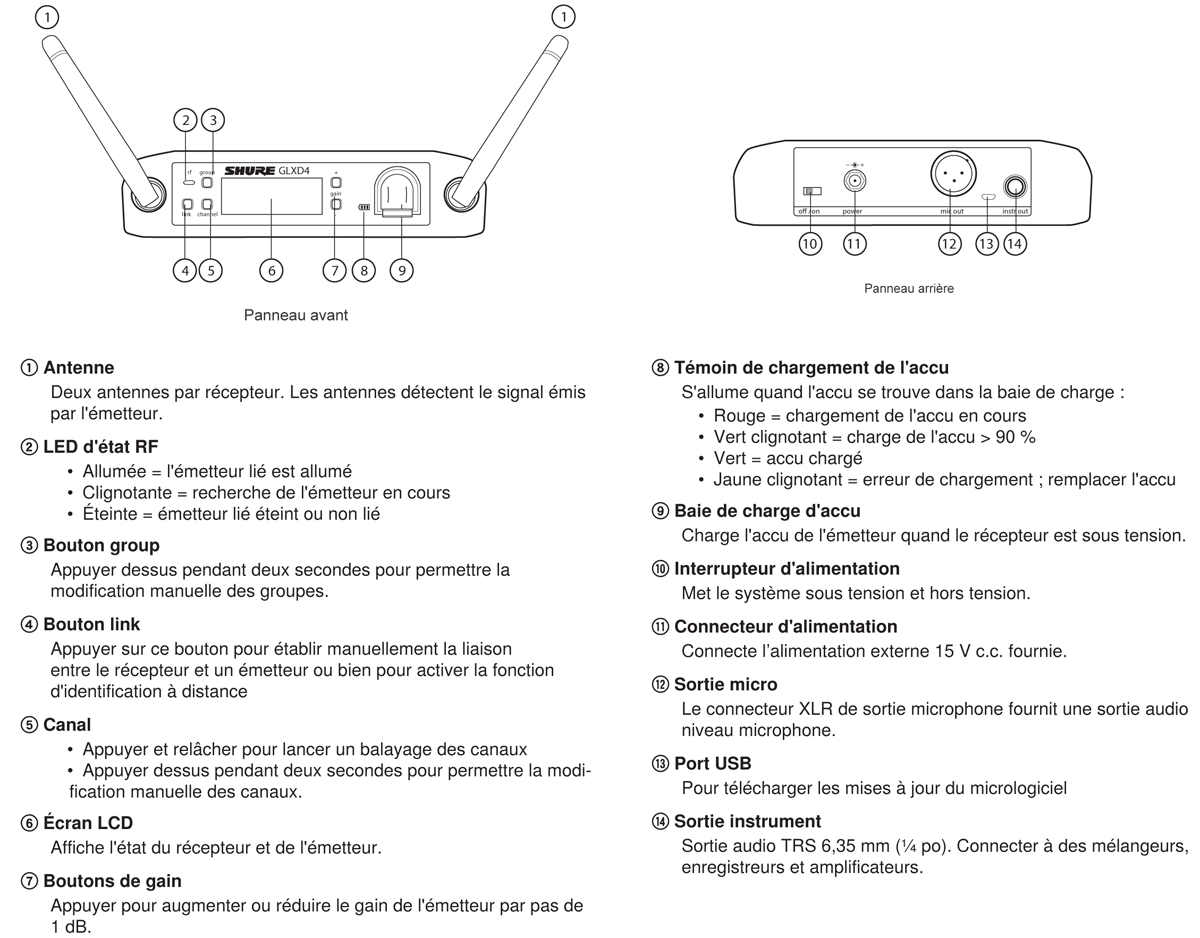 1 1
2 3
rf group SHURE GLXD4 +
gain
link channel -
4 5 6 7 8 9
Panneau avant
off /on power mic out instr out
10 11 12 13 14
Panneau arrière
① Antenne
Deux antennes par récepteur. Les antennes détectent le signal émis
par l'émetteur.
② LED d'état RF
• Allumée = l'émetteur lié est allumé
• Clignotante = recherche de l'émetteur en cours
• Éteinte = émetteur lié éteint ou non lié
③ Bouton group
Appuyer dessus pendant deux secondes pour permettre la
modification manuelle des groupes.
④ Bouton link
Appuyer sur ce bouton pour établir manuellement la liaison
entre le récepteur et un émetteur ou bien pour activer la fonction
d'identification à distance
⑤ Canal
• Appuyer et relâcher pour lancer un balayage des canaux
• Appuyer dessus pendant deux secondes pour permettre la modi-
fication manuelle des canaux.
⑥ Écran LCD
Affiche l'état du récepteur et de l'émetteur.
⑦ Boutons de gain
Appuyer pour augmenter ou réduire le gain de l'émetteur par pas de
1 dB.
⑧ Témoin de chargement de l'accu
S'allume quand l'accu se trouve dans la baie de charge :
• Rouge = chargement de l'accu en cours
• Vert clignotant = charge de l'accu > 90 %
• Vert = accu chargé
• Jaune clignotant = erreur de chargement ; remplacer l'accu
⑨ Baie de charge d'accu
Charge l'accu de l'émetteur quand le récepteur est sous tension.
⑩ Interrupteur d'alimentation
Met le système sous tension et hors tension.
⑪ Connecteur d'alimentation
Connecte l’alimentation externe 15 V c.c. fournie.
⑫ Sortie micro
Le connecteur XLR de sortie microphone fournit une sortie audio
niveau microphone.
⑬ Port USB
Pour télécharger les mises à jour du micrologiciel
⑭ Sortie instrument
Sortie audio TRS 6,35 mm (¼ po). Connecter à des mélangeurs,
enregistreurs et amplificateurs.